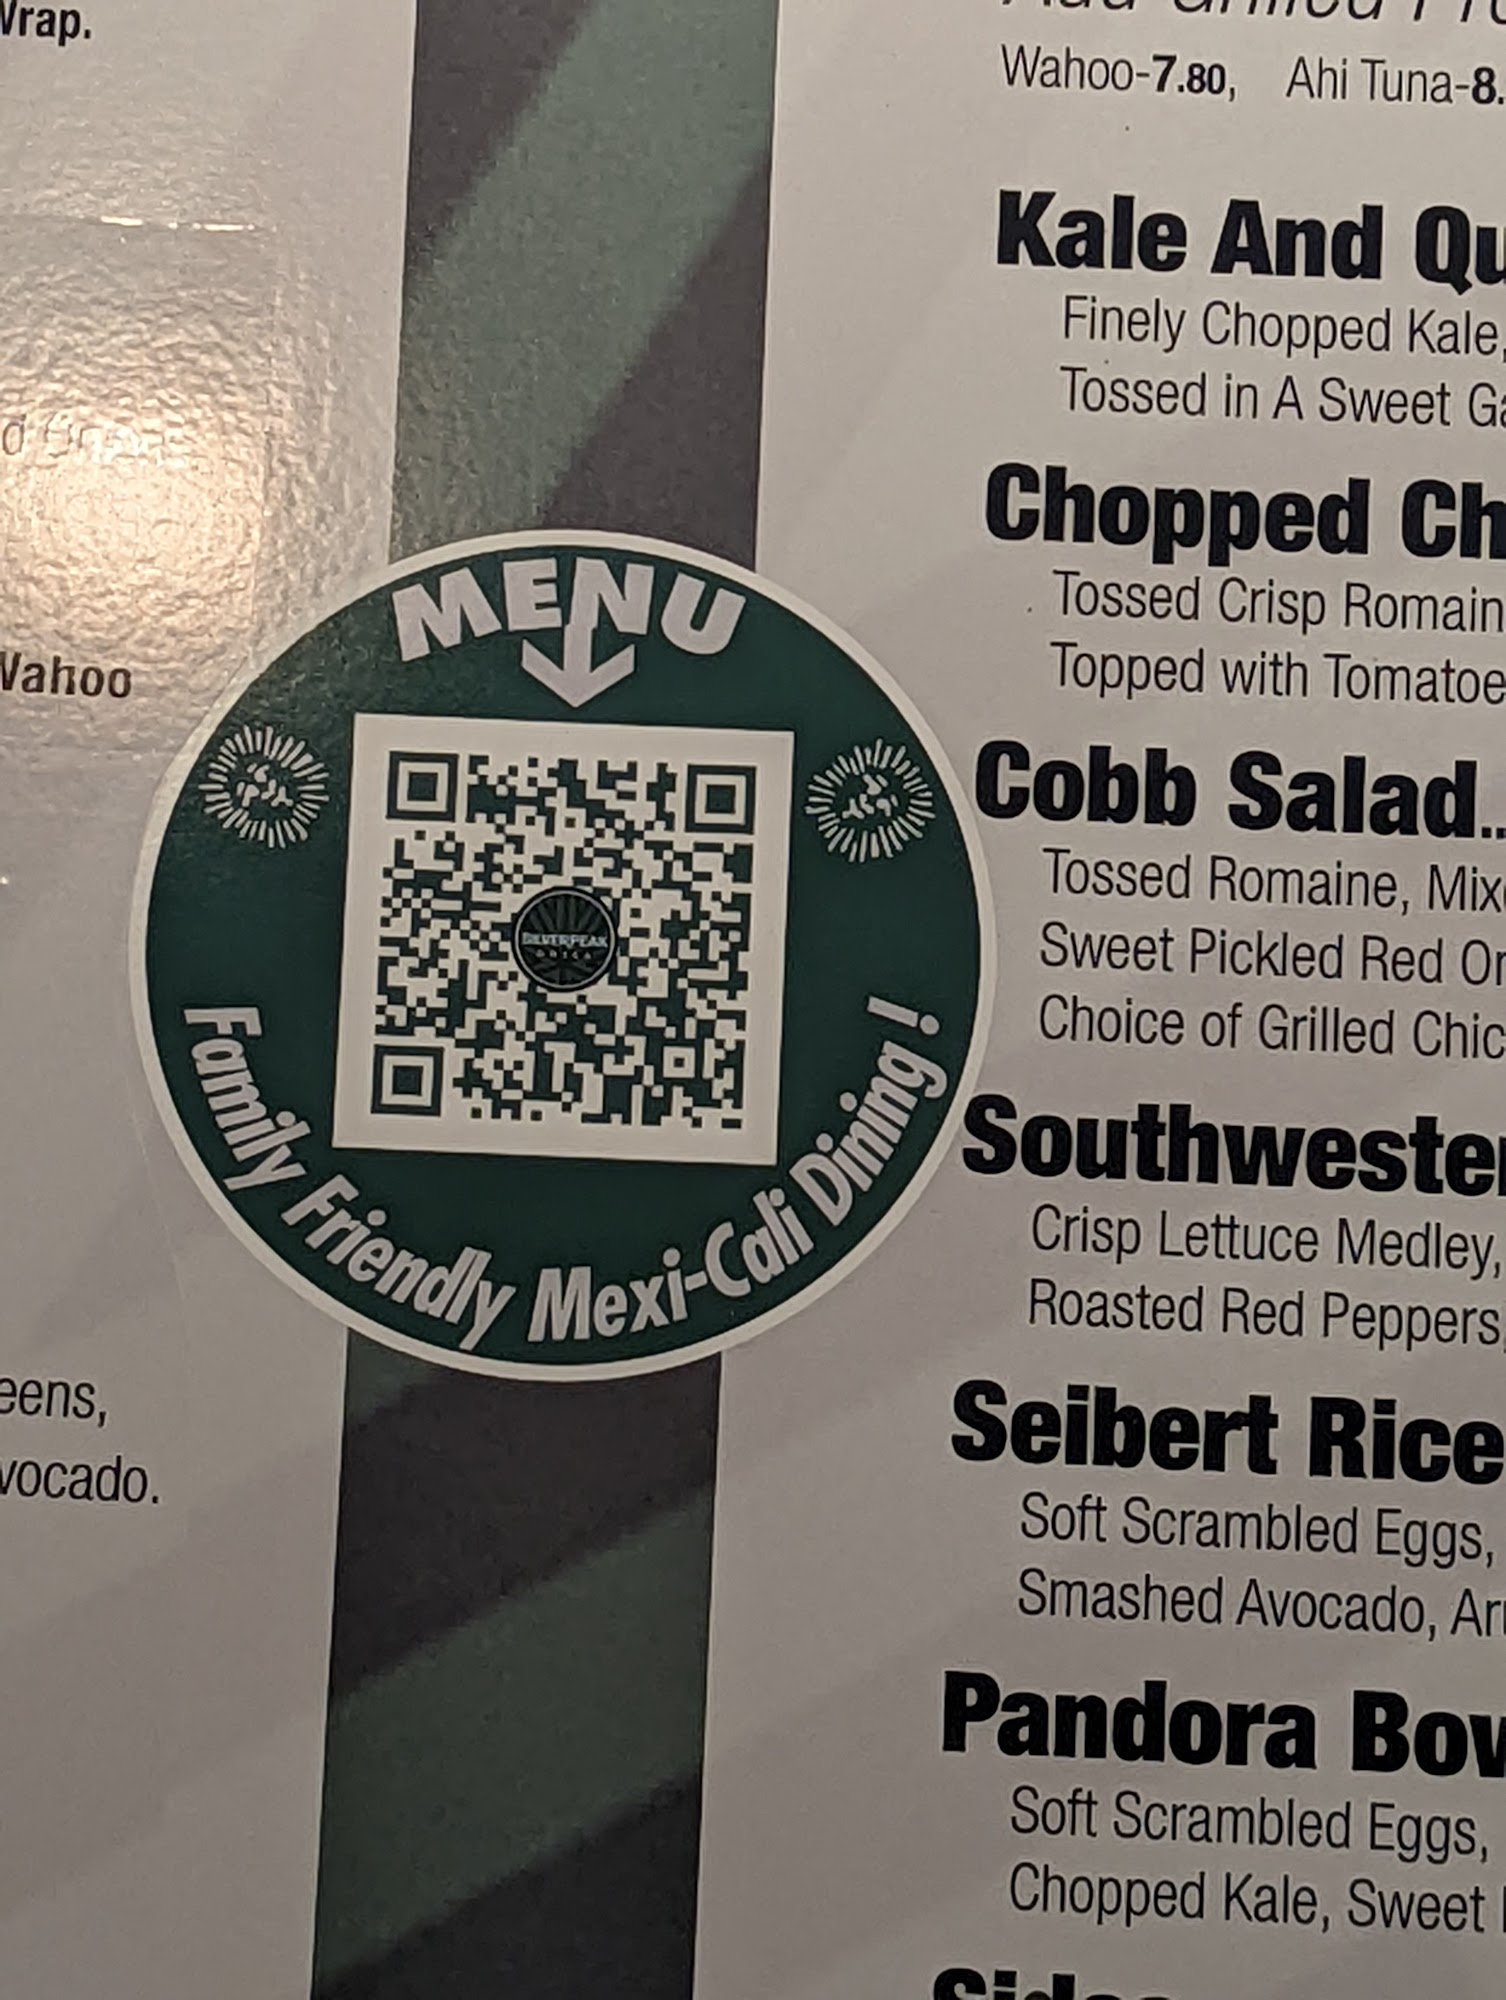 Wrap.
Wahoo
eens,
vocado.
MENU
SILVERPEAK
Family Friendly Mexi-Cali Dining !
Wahoo-7.80, Ahi Tuna-8.
Kale And Qu
Finely Chopped Kale,
Tossed in A Sweet Ga
Chopped Ch
Tossed Crisp Romain
Topped with Tomatoe
Cobb Salad..
Tossed Romaine, Mix
Sweet Pickled Red On
Choice of Grilled Chic
Southwester
Crisp Lettuce Medley,
Roasted Red Peppers,
Seibert Rice
Soft Scrambled Eggs,
Smashed Avocado, Aru
Pandora Bow
Soft Scrambled Eggs,
Chopped Kale, Sweet